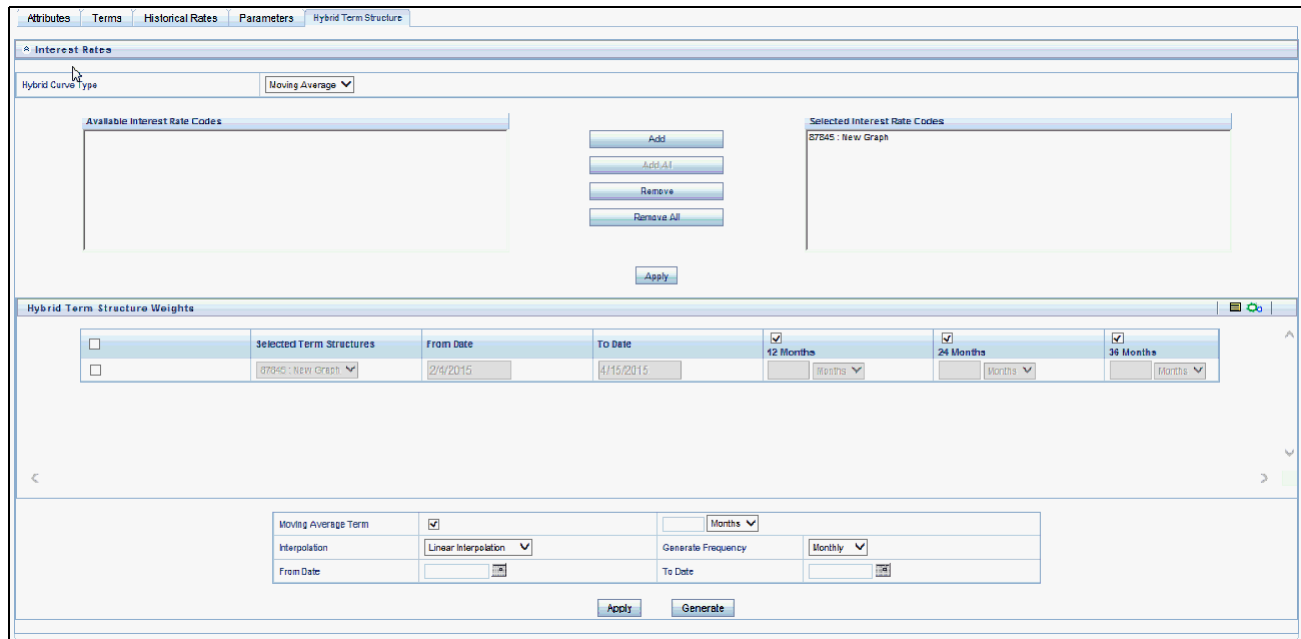 Attributes Terms Historical Rates Parameters Hybrid Term Structure
Interest Rates
Hybrid Curve Type Moving Average
Available Interest Rate Codes Selected Interest Rate Codes
87845 : New Graph
Add
Add All
Remove
Remove All
Apply
Hybrid Term Structure Weights
Selected Term Structures From Date To Date 12 Months 24 Months 36 Months
87845 : New Graph 2/4/2015 4/15/2015 Months Months Months
Moving Average Term Months
Interpolation Linear Interpolation Generate Frequency Monthly
From Date To Date
Apply Generate